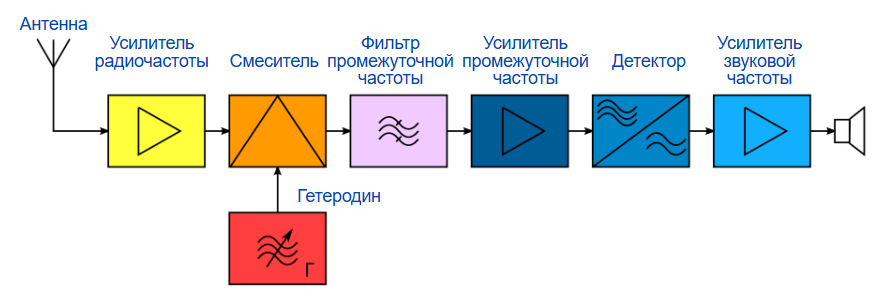 Антенна
Усилитель
радиочастоты
Смеситель
Фильтр
промежуточной
частоты
Усилитель
промежуточной
частоты
Детектор
Усилитель
звуковой
частоты
Гетеродин
Г